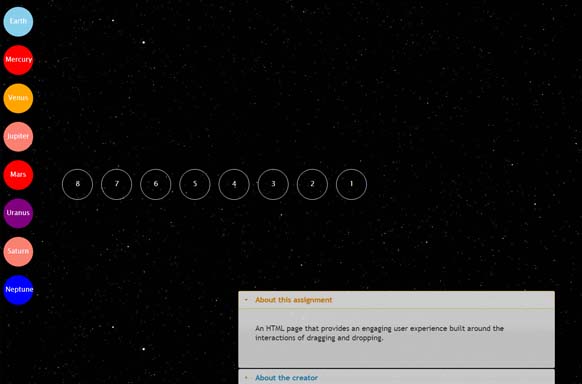 Earth
Mercury
Venus
Jupiter
Mars
8 7 6 5 4 3 2 1
Uranus
Saturn
Neptune
About this assignment
An HTML page that provides an engaging user experience built around the
interactions of dragging and dropping.
About the creator